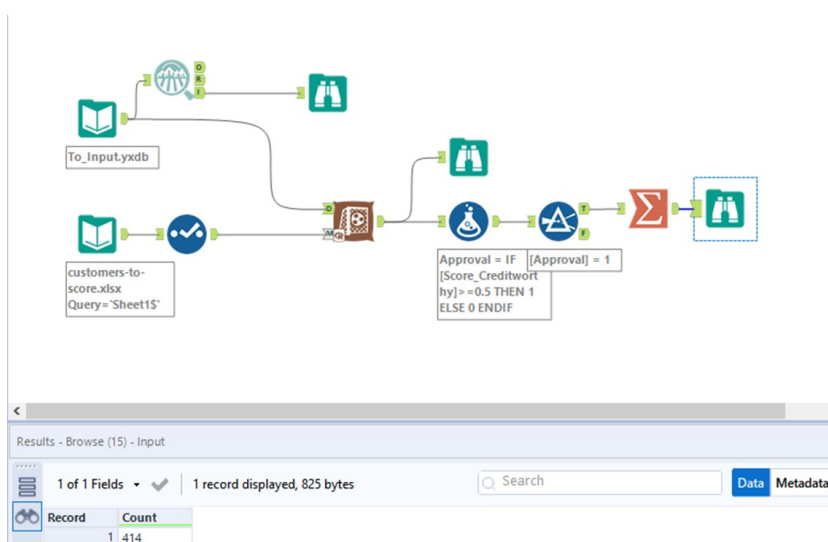 O
R
I
To_Input.yxdb
D
M
R
T
F
customers-to-
score.xlsx
Query=`Sheet1$`
Approval = IF
[Score_Creditwort
hy]>=0.5 THEN 1
ELSE 0 ENDIF
[Approval] = 1
Results - Browse (15) - Input
1 of 1 Fields
1 record displayed, 825 bytes
Search
Data
Metadata
Record Count
1 414